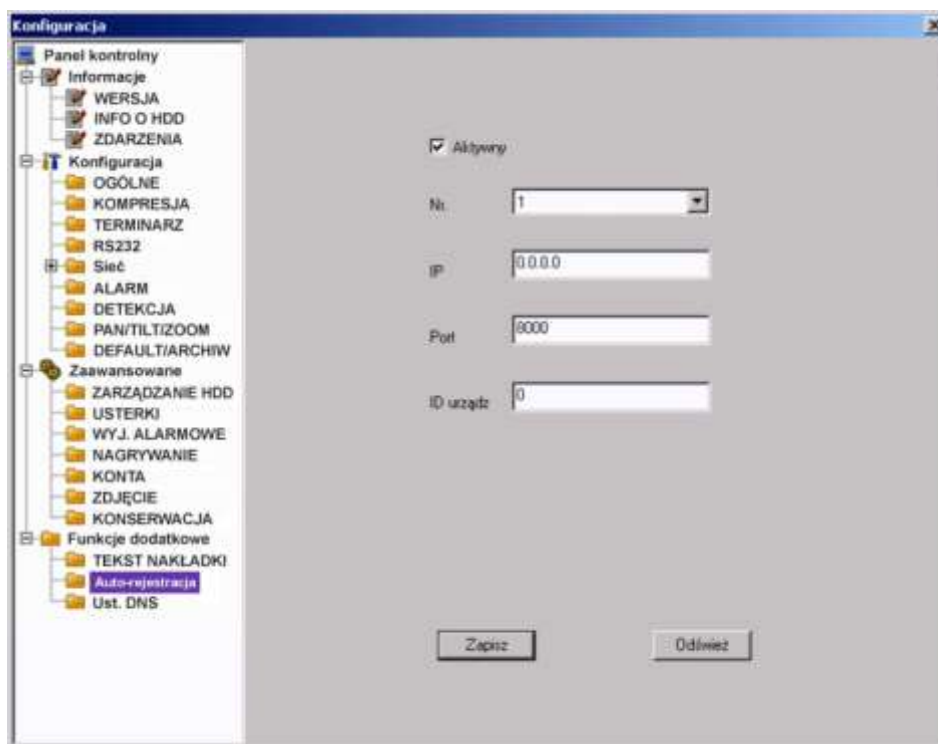 Konfiguracja
Panel kontrolny
Informacje
WERSJA
INFO O HDD
ZDARZENIA
Konfiguracja
OGÓLNE
KOMPRESJA
TERMINARZ
RS232
Sieć
ALARM
DETEKCJA
PAN/TILT/ZOOM
DEFAULT/ARCHIW
Zaawansowane
ZARZĄDZANIE HDD
USTERKI
WYJ. ALARMOWE
NAGRYWANIE
KONTA
ZDJĘCIE
KONSERWACJA
Funkcje dodatkowe
TEKST NAKŁADKI
Auto-rejestracja
Ust. DNS
Aktywny
Nr. 1
IP 0.0.0.0
Port 8000
ID urządz 0
Zapisz Odśwież